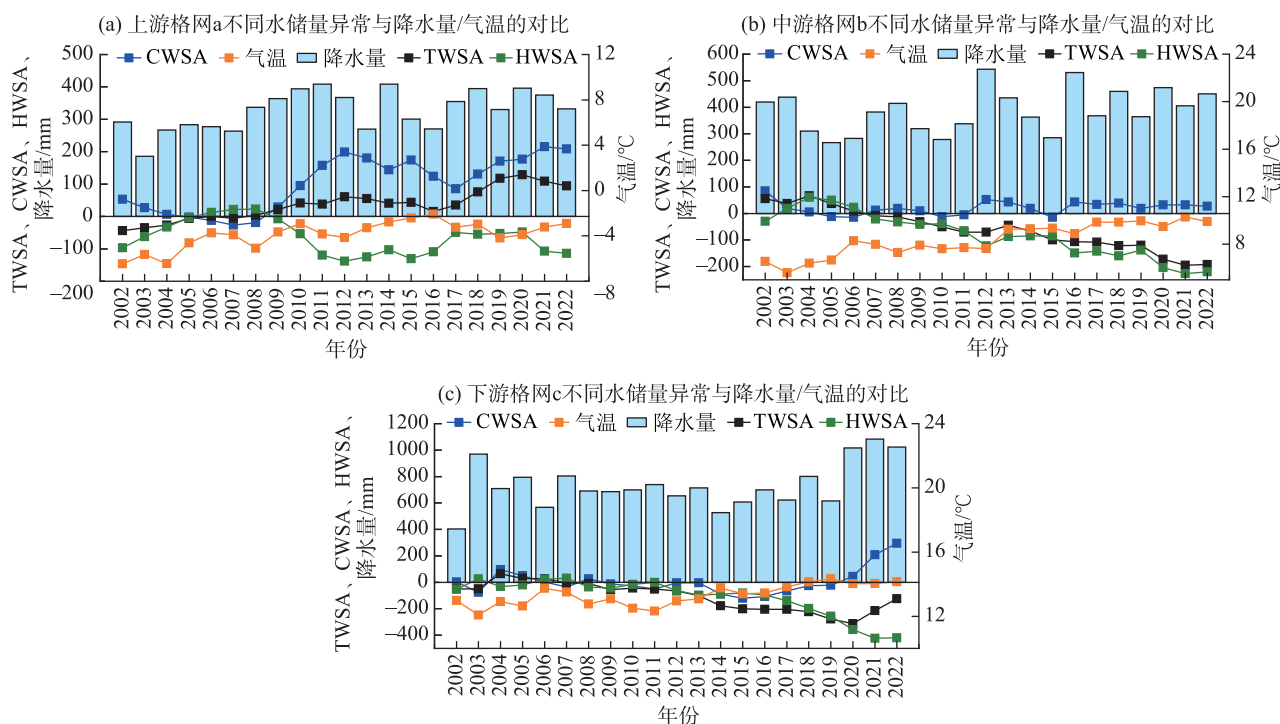 (a) 上游格网a不同水储量异常与降水量/气温的对比
CWSA 气温 降水量 TWSA HWSA
TWSA、CWSA、HWSA、
降水量/mm
500
400
300
200
100
0
−100
−200
12
8
4
0
−4
−8
气温/℃
2002 2003 2004 2005 2006 2007 2008 2009 2010 2011 2012 2013 2014 2015 2016 2017 2018 2019 2020 2021 2022
年份
(b) 中游格网b不同水储量异常与降水量/气温的对比
CWSA 气温 降水量 TWSA HWSA
TWSA、CWSA、HWSA、
降水量/mm
600
500
400
300
200
100
0
−100
−200
24
20
16
12
8
气温/℃
2002 2003 2004 2005 2006 2007 2008 2009 2010 2011 2012 2013 2014 2015 2016 2017 2018 2019 2020 2021 2022
年份
(c) 下游格网c不同水储量异常与降水量/气温的对比
CWSA 气温 降水量 TWSA HWSA
TWSA、CWSA、HWSA、
降水量/mm
1200
1000
800
600
400
200
0
−200
−400
24
20
16
12
气温/℃
2002 2003 2004 2005 2006 2007 2008 2009 2010 2011 2012 2013 2014 2015 2016 2017 2018 2019 2020 2021 2022
年份